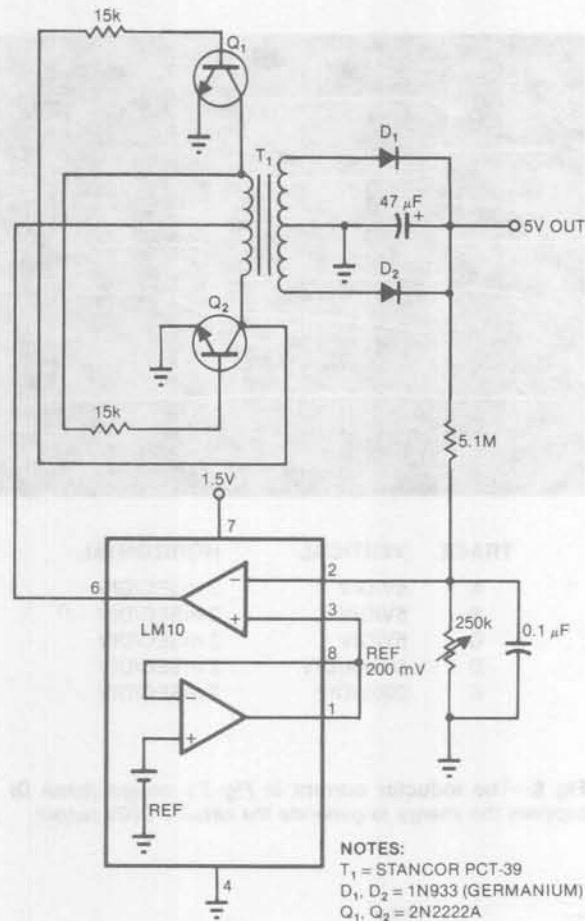 15k
Q1
T1
D1
47 μF
+
5V OUT
D2
Q2
15k
5.1M
1.5V
7
6
LM10
−
+
2
3
8
REF
200 mV
1
250k
0.1 μF
+
REF
4
NOTES:
T1 = STANCOR PCT-39
D1, D2 = 1N933 (GERMANIUM)
Q1, Q2 = 2N2222A